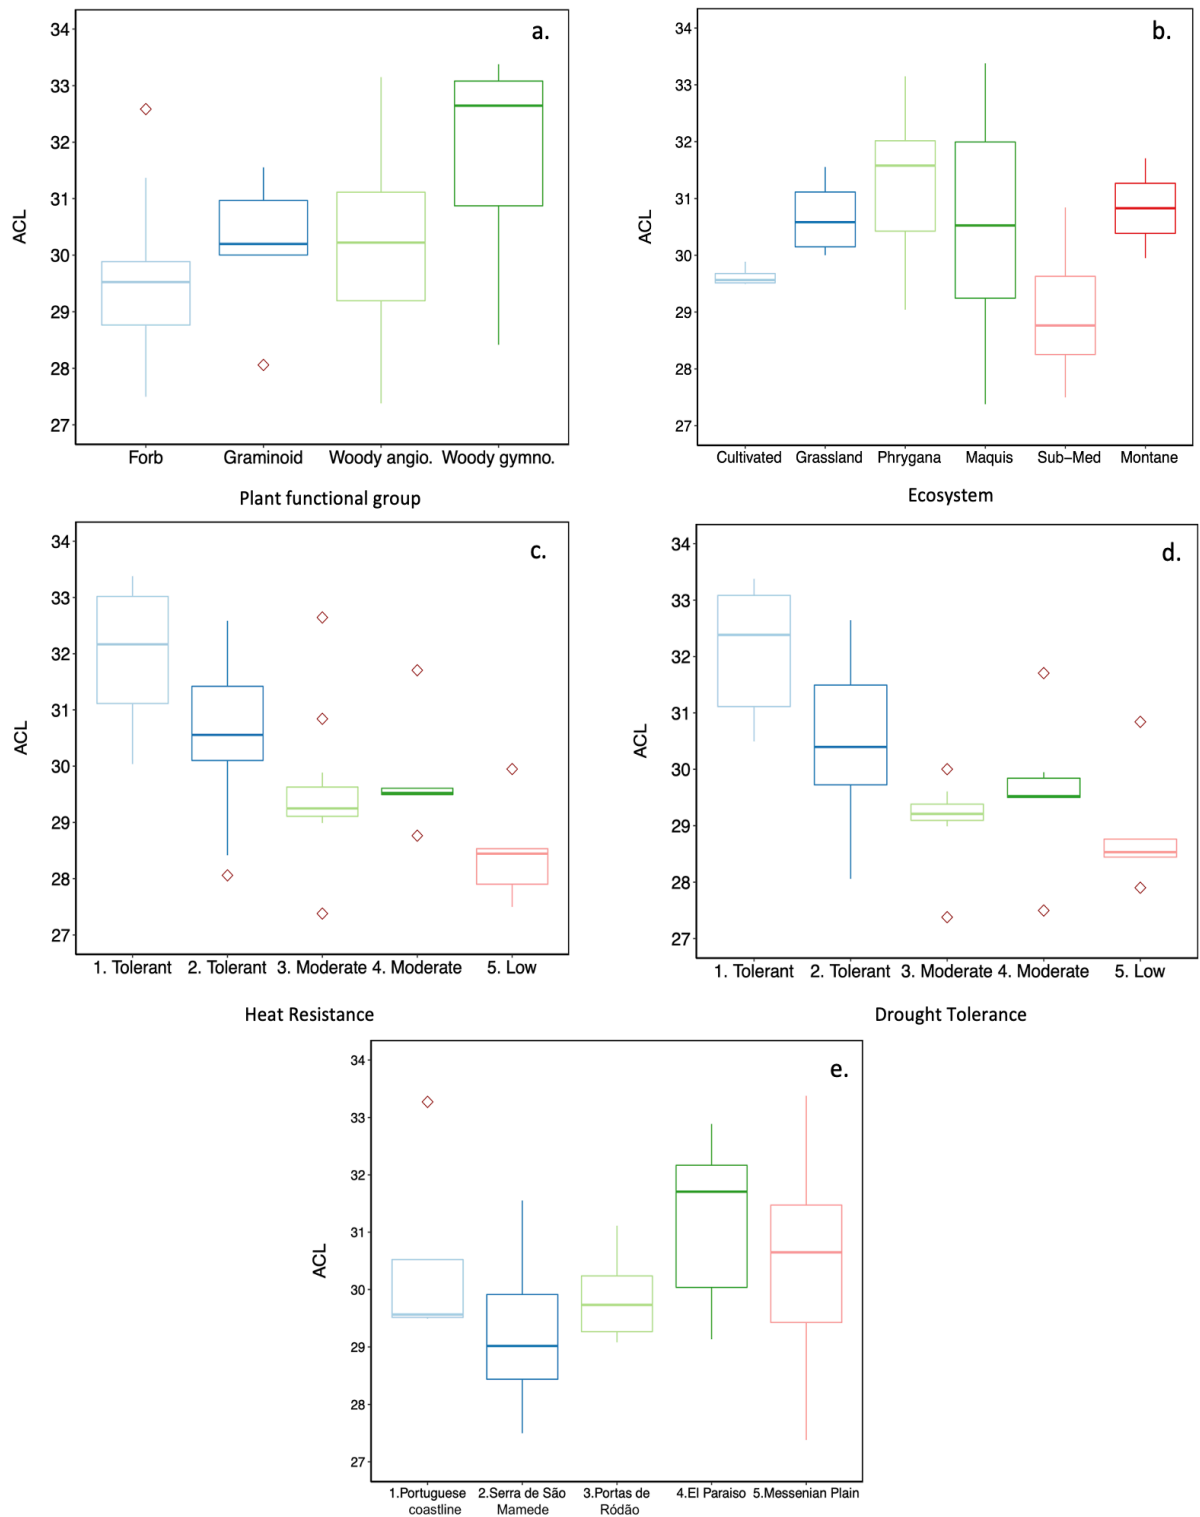 a.
34
33
32
31
30
29
28
27
ACL
Forb Graminoid Woody angio. Woody gymno.
Plant functional group
b.
34
33
32
31
30
29
28
27
ACL
Cultivated Grassland Phrygana Maquis Sub-Med Montane
Ecosystem
c.
34
33
32
31
30
29
28
27
ACL
1. Tolerant 2. Tolerant 3. Moderate 4. Moderate 5. Low
Heat Resistance
d.
34
33
32
31
30
29
28
27
ACL
1. Tolerant 2. Tolerant 3. Moderate 4. Moderate 5. Low
Drought Tolerance
e.
34
33
32
31
30
29
28
27
ACL
1.Portuguese 2.Serra de São 3.Portas de 4.El Paraiso 5.Messenian Plain
coastline Mamede Ródão